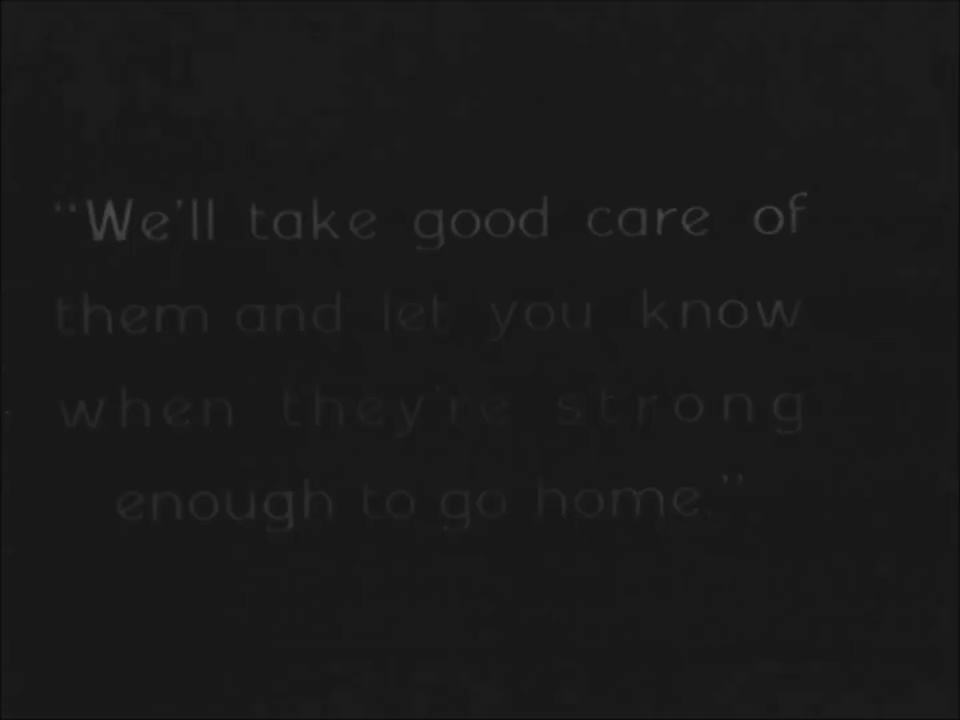 “We'll take good care of
them and let you know
when they're strong
enough to go home.”